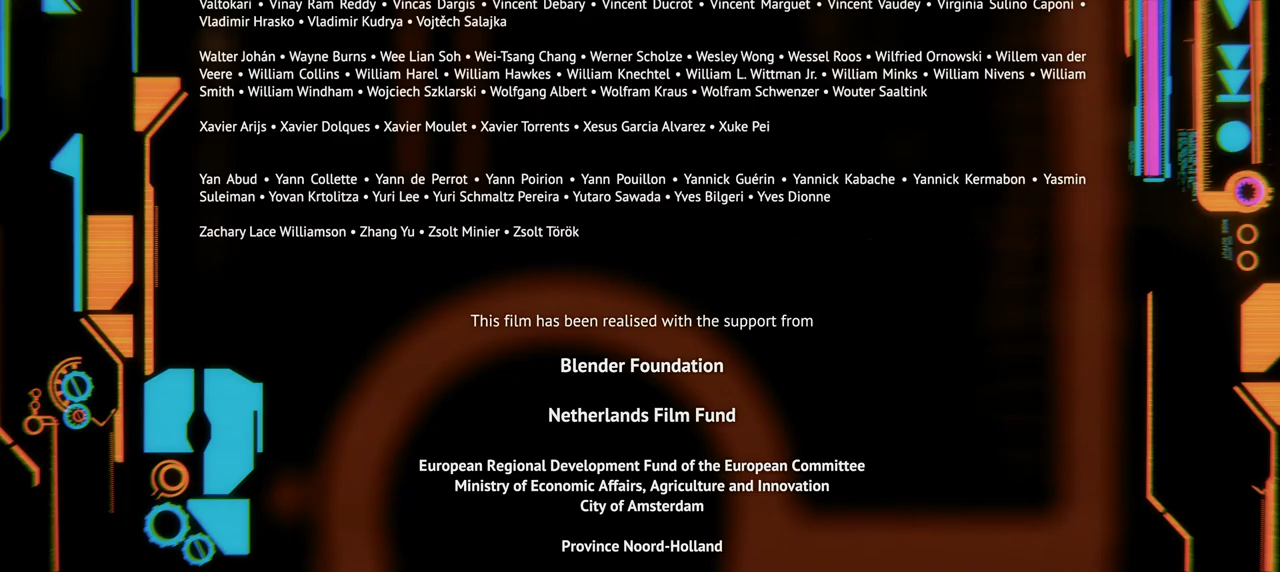 Valtokari • Vinay Ram Reddy • Vincas Dargis • Vincent Debary • Vincent Ducrot • Vincent Marguet • Vincent Vaudey • Virginia Sulino Caponi •
Vladimir Hrasko • Vladimir Kudrya • Vojtěch Salajka
Walter Johán • Wayne Burns • Wee Lian Soh • Wei-Tsang Chang • Werner Scholze • Wesley Wong • Wessel Roos • Wilfried Ornowski • Willem van der
Veere • William Collins • William Harel • William Hawkes • William Knechtel • William L. Wittman Jr. • William Minks • William Nivens • William
Smith • William Windham • Wojciech Szklarski • Wolfgang Albert • Wolfram Kraus • Wolfram Schwenzer • Wouter Saaltink
Xavier Arijs • Xavier Dolques • Xavier Moulet • Xavier Torrents • Xesus Garcia Alvarez • Xuke Pei
Yan Abud • Yann Collette • Yann de Perrot • Yann Poirion • Yann Pouillon • Yannick Guérin • Yannick Kabache • Yannick Kermabon • Yasmin
Suleiman • Yovan Krtolitza • Yuri Lee • Yuri Schmaltz Pereira • Yutaro Sawada • Yves Bilgeri • Yves Dionne
Zachary Lace Williamson • Zhang Yu • Zsolt Minier • Zsolt Török
This film has been realised with the support from
Blender Foundation
Netherlands Film Fund
European Regional Development Fund of the European Committee
Ministry of Economic Affairs, Agriculture and Innovation
City of Amsterdam
Province Noord-Holland